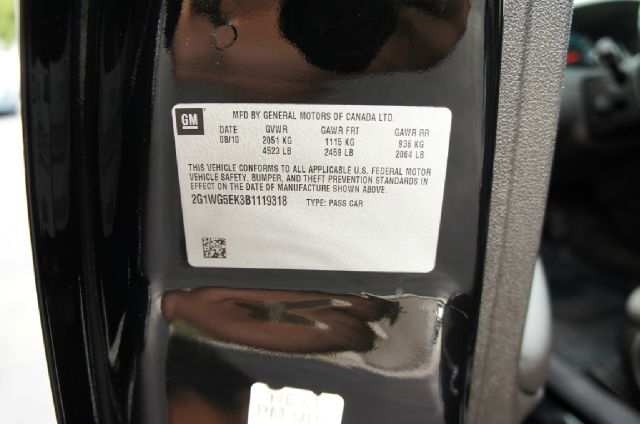 GM
MFD BY GENERAL MOTORS OF CANADA LTD.
DATE GVWR GAWR FRT GAWR RR
08/10 2051 KG 1115 KG 936 KG
4523 LB 2459 LB 2064 LB
THIS VEHICLE CONFORMS TO ALL APPLICABLE U.S. FEDERAL MOTOR
VEHICLE SAFETY, BUMPER, AND THEFT PREVENTION STANDARDS
IN EFFECT ON THE DATE OF MANUFACTURE SHOWN ABOVE.
2G1WG5EK3B1119318 TYPE: PASS CAR
NEXT